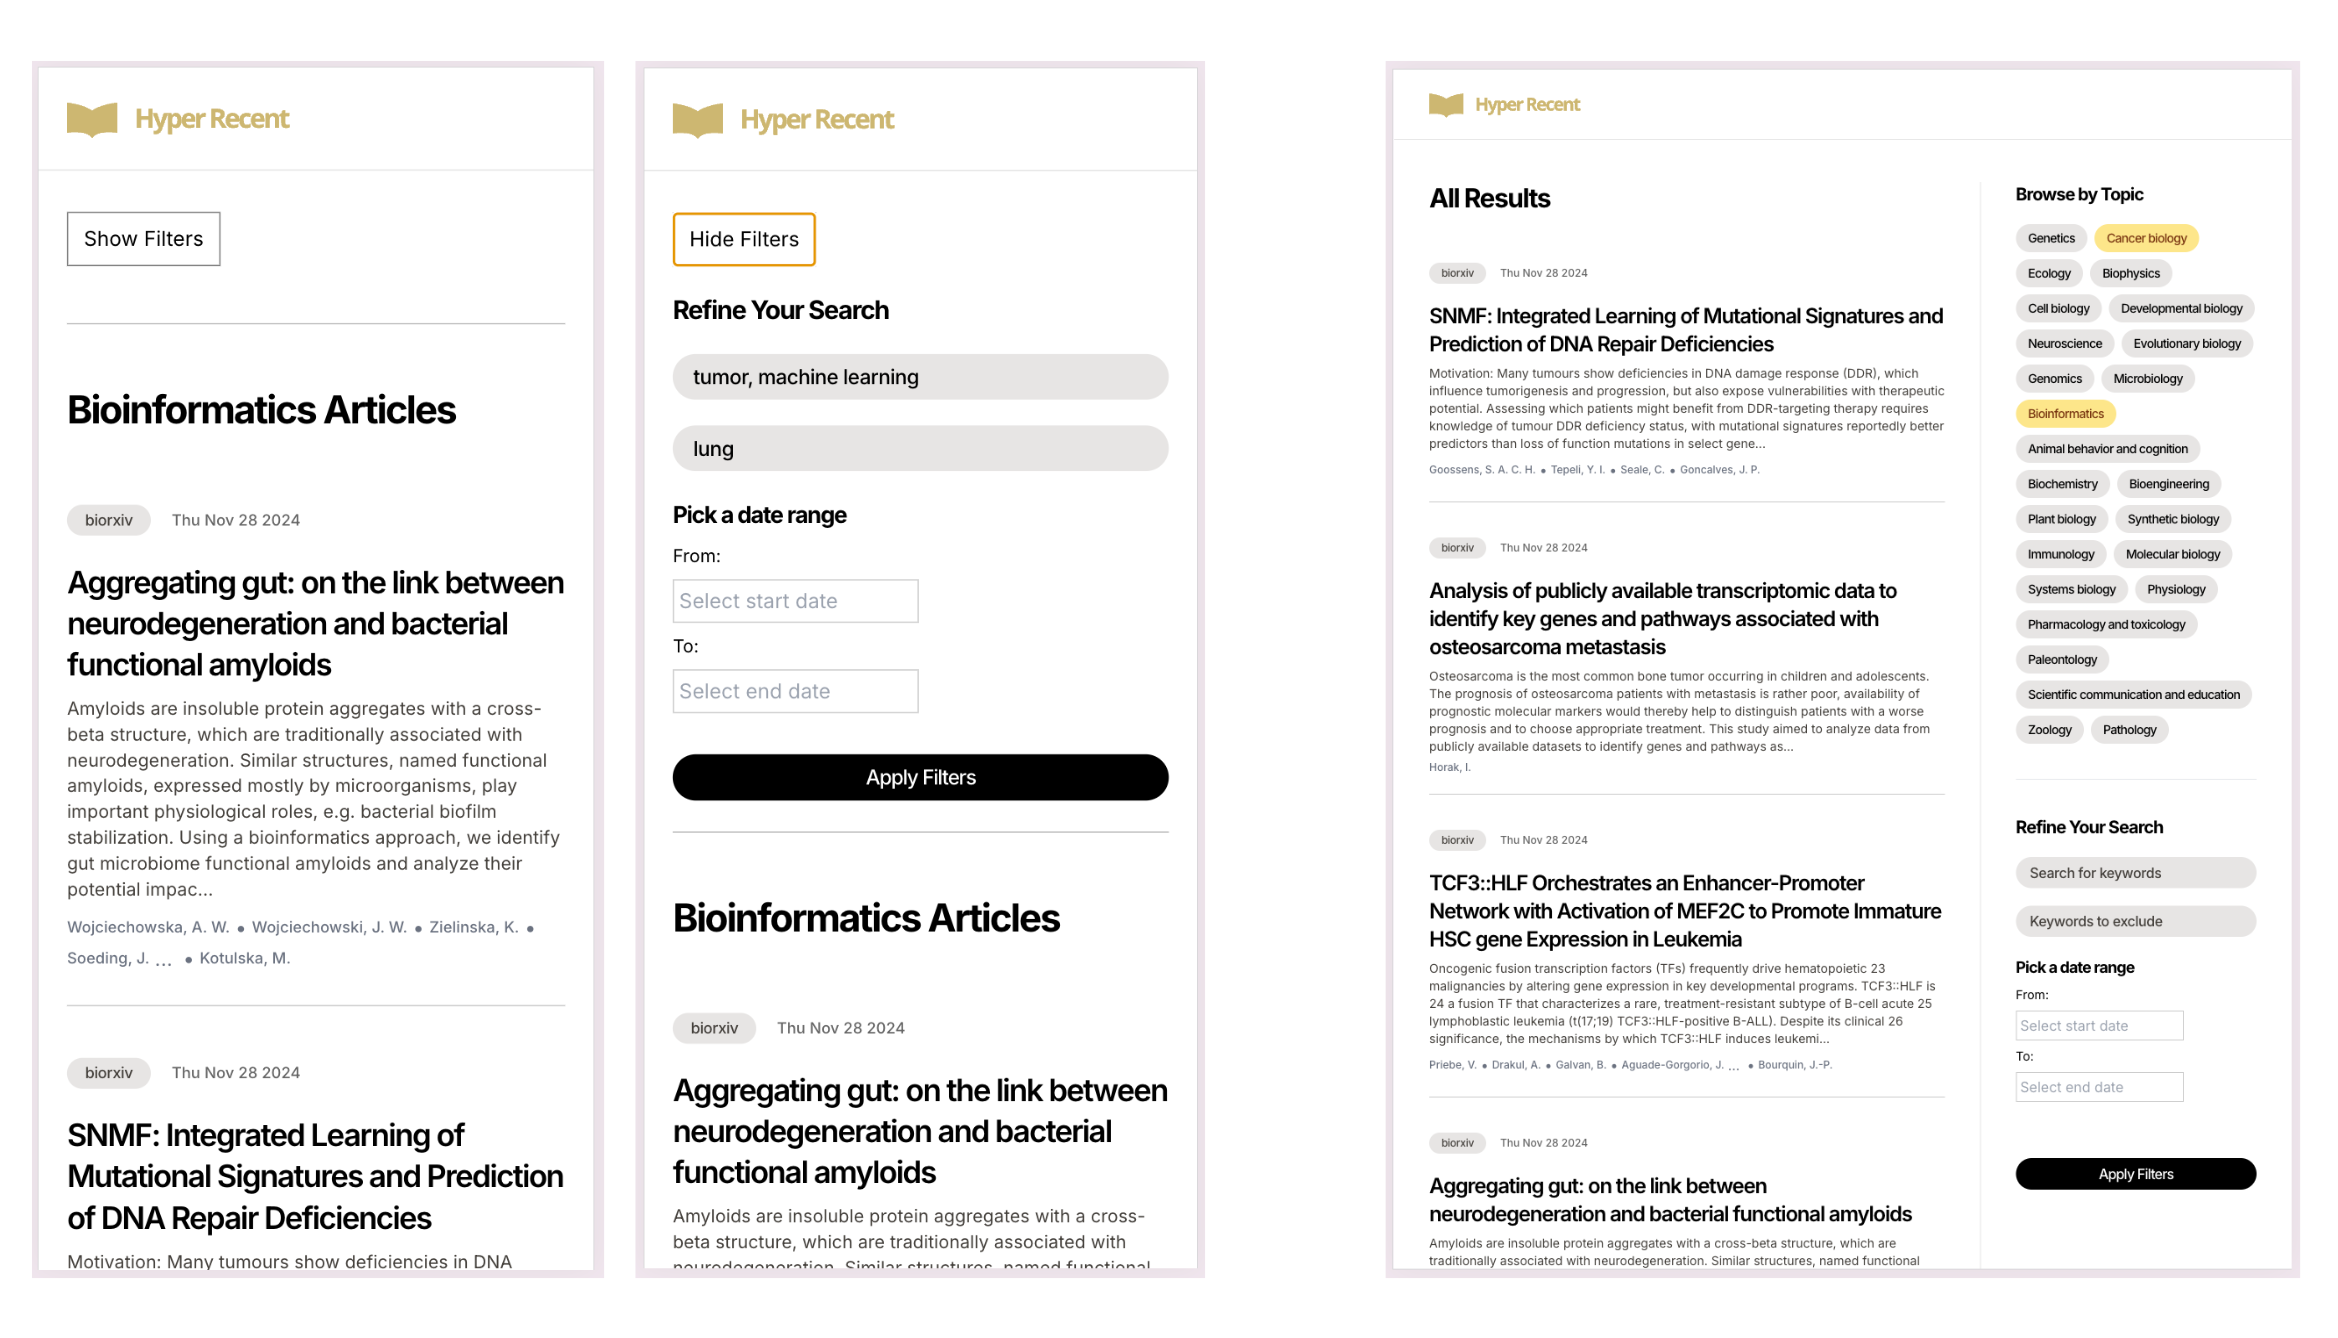 Hyper Recent
Show Filters
Bioinformatics Articles
biorxiv Thu Nov 28 2024
Aggregating gut: on the link between
neurodegeneration and bacterial
functional amyloids
Amyloids are insoluble protein aggregates with a cross-
beta structure, which are traditionally associated with
neurodegeneration. Similar structures, named functional
amyloids, expressed mostly by microorganisms, play
important physiological roles, e.g. bacterial biofilm
stabilization. Using a bioinformatics approach, we identify
gut microbiome functional amyloids and analyze their
potential impac...
Wojciechowska, A. W. • Wojciechowski, J. W. • Zielinska, K. •
Soeding, J. ... • Kotulska, M.
biorxiv Thu Nov 28 2024
SNMF: Integrated Learning of
Mutational Signatures and Prediction
of DNA Repair Deficiencies
Motivation: Many tumours show deficiencies in DNA
Hyper Recent
Hide Filters
Refine Your Search
tumor, machine learning
lung
Pick a date range
From:
Select start date
To:
Select end date
Apply Filters
Bioinformatics Articles
biorxiv Thu Nov 28 2024
Aggregating gut: on the link between
neurodegeneration and bacterial
functional amyloids
Amyloids are insoluble protein aggregates with a cross-
beta structure, which are traditionally associated with
neurodegeneration. Similar structures, named functional
Hyper Recent
All Results
biorxiv Thu Nov 28 2024
SNMF: Integrated Learning of Mutational Signatures and
Prediction of DNA Repair Deficiencies
Motivation: Many tumours show deficiencies in DNA damage response (DDR), which
influence tumorigenesis and progression, but also expose vulnerabilities with therapeutic
potential. Assessing which patients might benefit from DDR-targeting therapy requires
knowledge of tumour DDR deficiency status, with mutational signatures reportedly better
predictors than loss of function mutations in select gene...
Goossens, S. A. C. H. • Tepeli, Y. I. • Seale, C. • Goncalves, J. P.
biorxiv Thu Nov 28 2024
Analysis of publicly available transcriptomic data to
identify key genes and pathways associated with
osteosarcoma metastasis
Osteosarcoma is the most common bone tumor occurring in children and adolescents.
The prognosis of osteosarcoma patients with metastasis is rather poor, availability of
prognostic molecular markers would thereby help to distinguish patients with a worse
prognosis and to choose appropriate treatment. This study aimed to analyze data from
publicly available datasets to identify genes and pathways as...
Horak, I.
biorxiv Thu Nov 28 2024
TCF3::HLF Orchestrates an Enhancer-Promoter
Network with Activation of MEF2C to Promote Immature
HSC gene Expression in Leukemia
Oncogenic fusion transcription factors (TFs) frequently drive hematopoietic 23
malignancies by altering gene expression in key developmental programs. TCF3::HLF is
24 a fusion TF that characterizes a rare, treatment-resistant subtype of B-cell acute 25
lymphoblastic leukemia (t(17;19) TCF3::HLF-positive B-ALL). Despite its clinical 26
significance, the mechanisms by which TCF3::HLF induces leukemi...
Priebe, V. • Drakul, A. • Galvan, B. • Aguade-Gorgorio, J. ... • Bourquin, J.-P.
biorxiv Thu Nov 28 2024
Aggregating gut: on the link between
neurodegeneration and bacterial functional amyloids
Amyloids are insoluble protein aggregates with a cross-beta structure, which are
traditionally associated with neurodegeneration. Similar structures, named functional
Browse by Topic
Genetics Cancer biology
Ecology Biophysics
Cell biology Developmental biology
Neuroscience Evolutionary biology
Genomics Microbiology
Bioinformatics
Animal behavior and cognition
Biochemistry Bioengineering
Plant biology Synthetic biology
Immunology Molecular biology
Systems biology Physiology
Pharmacology and toxicology
Paleontology
Scientific communication and education
Zoology Pathology
Refine Your Search
Search for keywords
Keywords to exclude
Pick a date range
From:
Select start date
To:
Select end date
Apply Filters